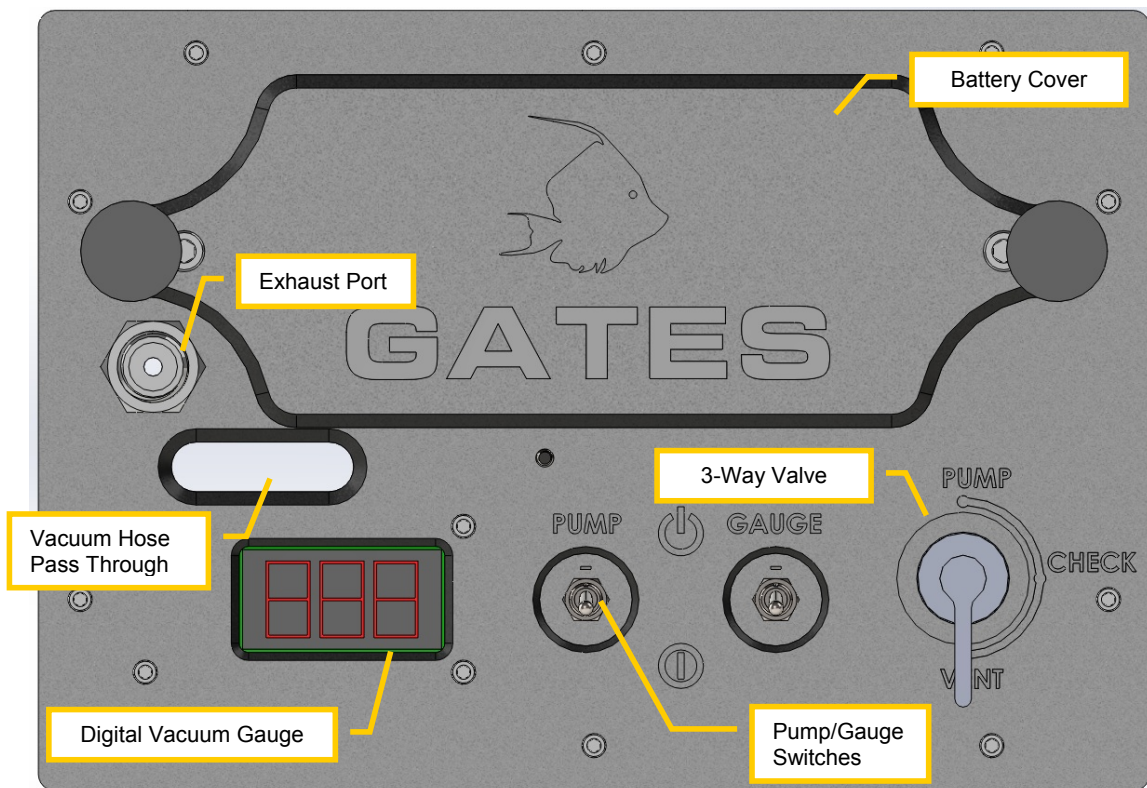 Battery Cover
Exhaust Port
GATES
3-Way Valve
PUMP
Vacuum Hose
Pass Through
PUMP
GAUGE
CHECK
VENT
Digital Vacuum Gauge
Pump/Gauge
Switches